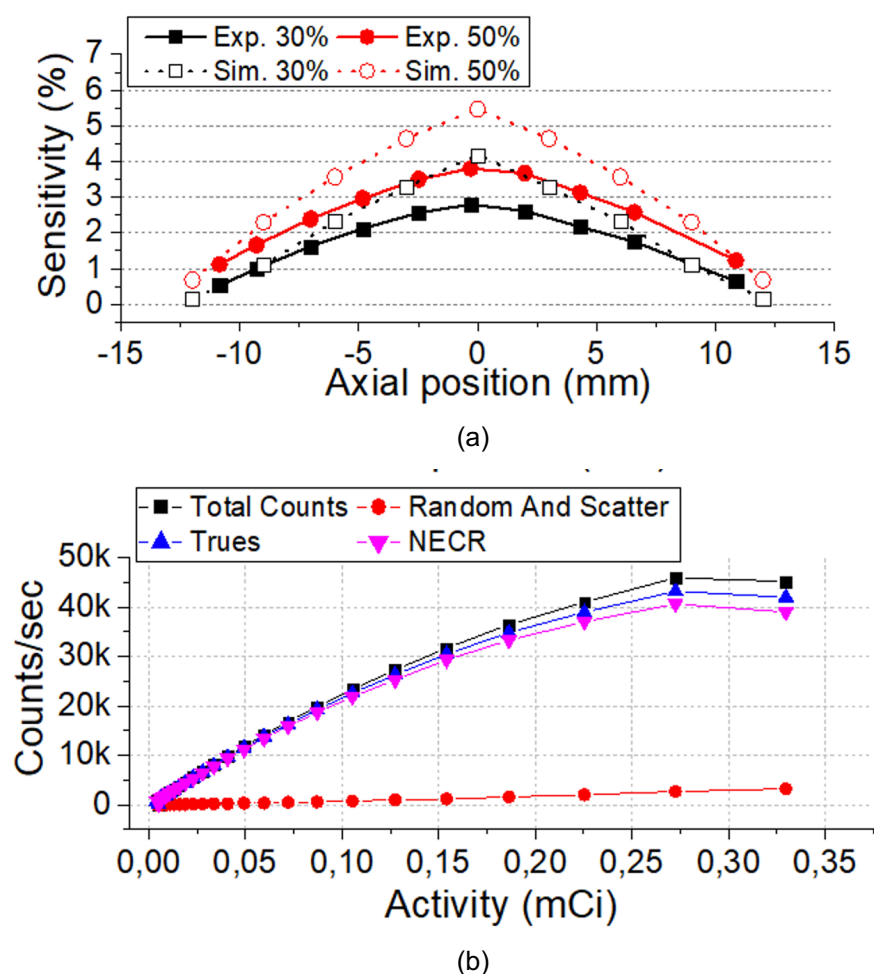 Exp. 30% Exp. 50%
Sim. 30% Sim. 50%
7
6
5
4
3
2
1
0
Sensitivity (%)
-15 -10 -5 0 5 10 15
Axial position (mm)
(a)
Total Counts Random And Scatter
Trues NECR
50k
40k
30k
20k
10k
0
Counts/sec
0,00 0,05 0,10 0,15 0,20 0,25 0,30 0,35
Activity (mCi)
(b)